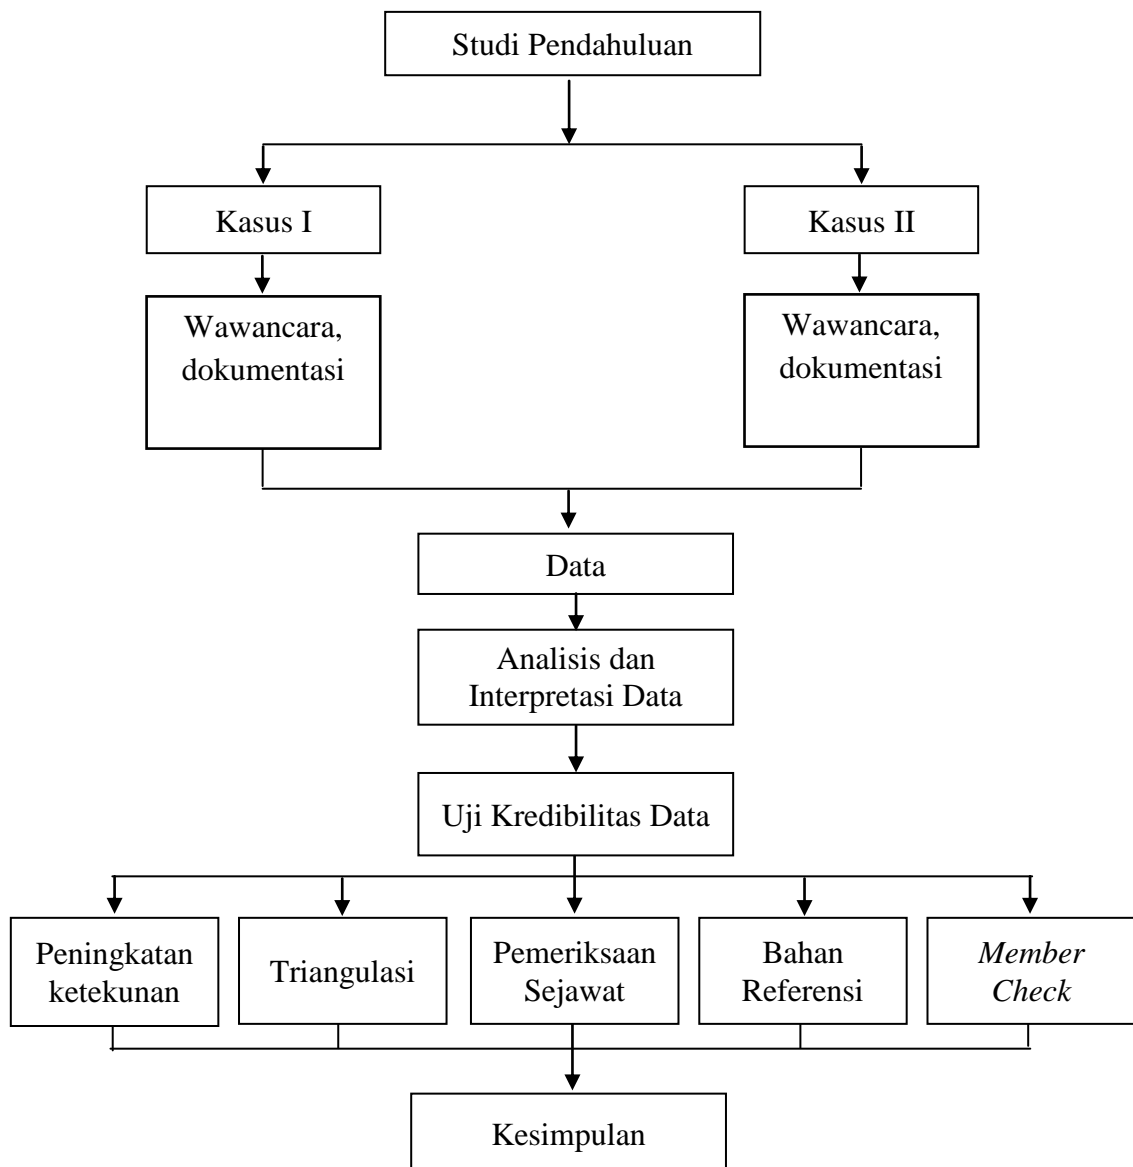 Studi Pendahuluan
Kasus I
Kasus II
Wawancara,
dokumentasi
Wawancara,
dokumentasi
Data
Analisis dan
Interpretasi Data
Uji Kredibilitas Data
Peningkatan
ketekunan
Triangulasi
Pemeriksaan
Sejawat
Bahan
Referensi
Member
Check
Kesimpulan